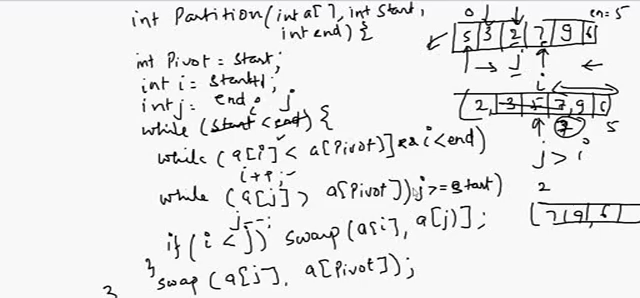 int Partition(int a[], int Start,
int end) {
int Pivot = Start;
int i = Start+1;
int j = end
while (start < end) {
i j
while (a[i] < a[Pivot] && i < end)
i++;
while (a[j] > a[Pivot]) j >= start)
j--;
if (i < j) Swap (a[i], a[j]);
}
Swap (a[j], a[Pivot]);
}
0 en=5
5 3 2 7 9 6
j
i
(2, 3 5 7, 9 6)
7 5
j > i
2
(7 9, 6)